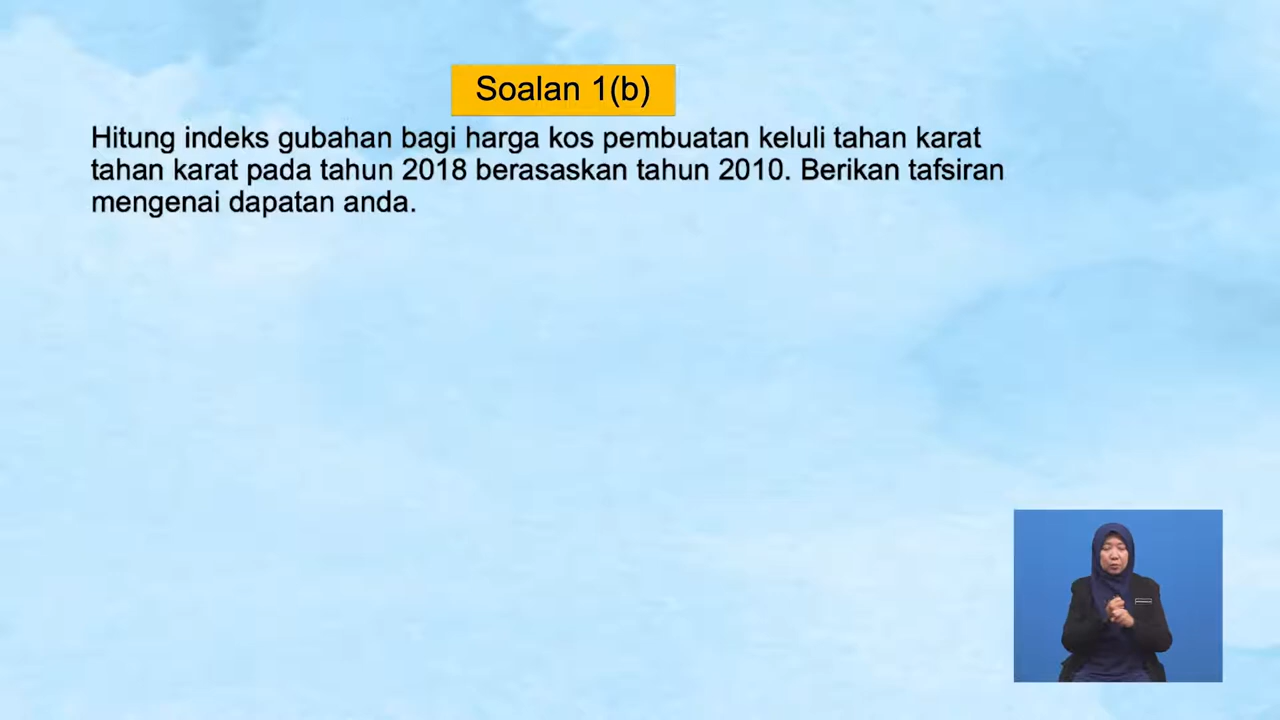 Soalan 1(b)
Hitung indeks gubahan bagi harga kos pembuatan keluli tahan karat
tahan karat pada tahun 2018 berasaskan tahun 2010. Berikan tafsiran
mengenai dapatan anda.